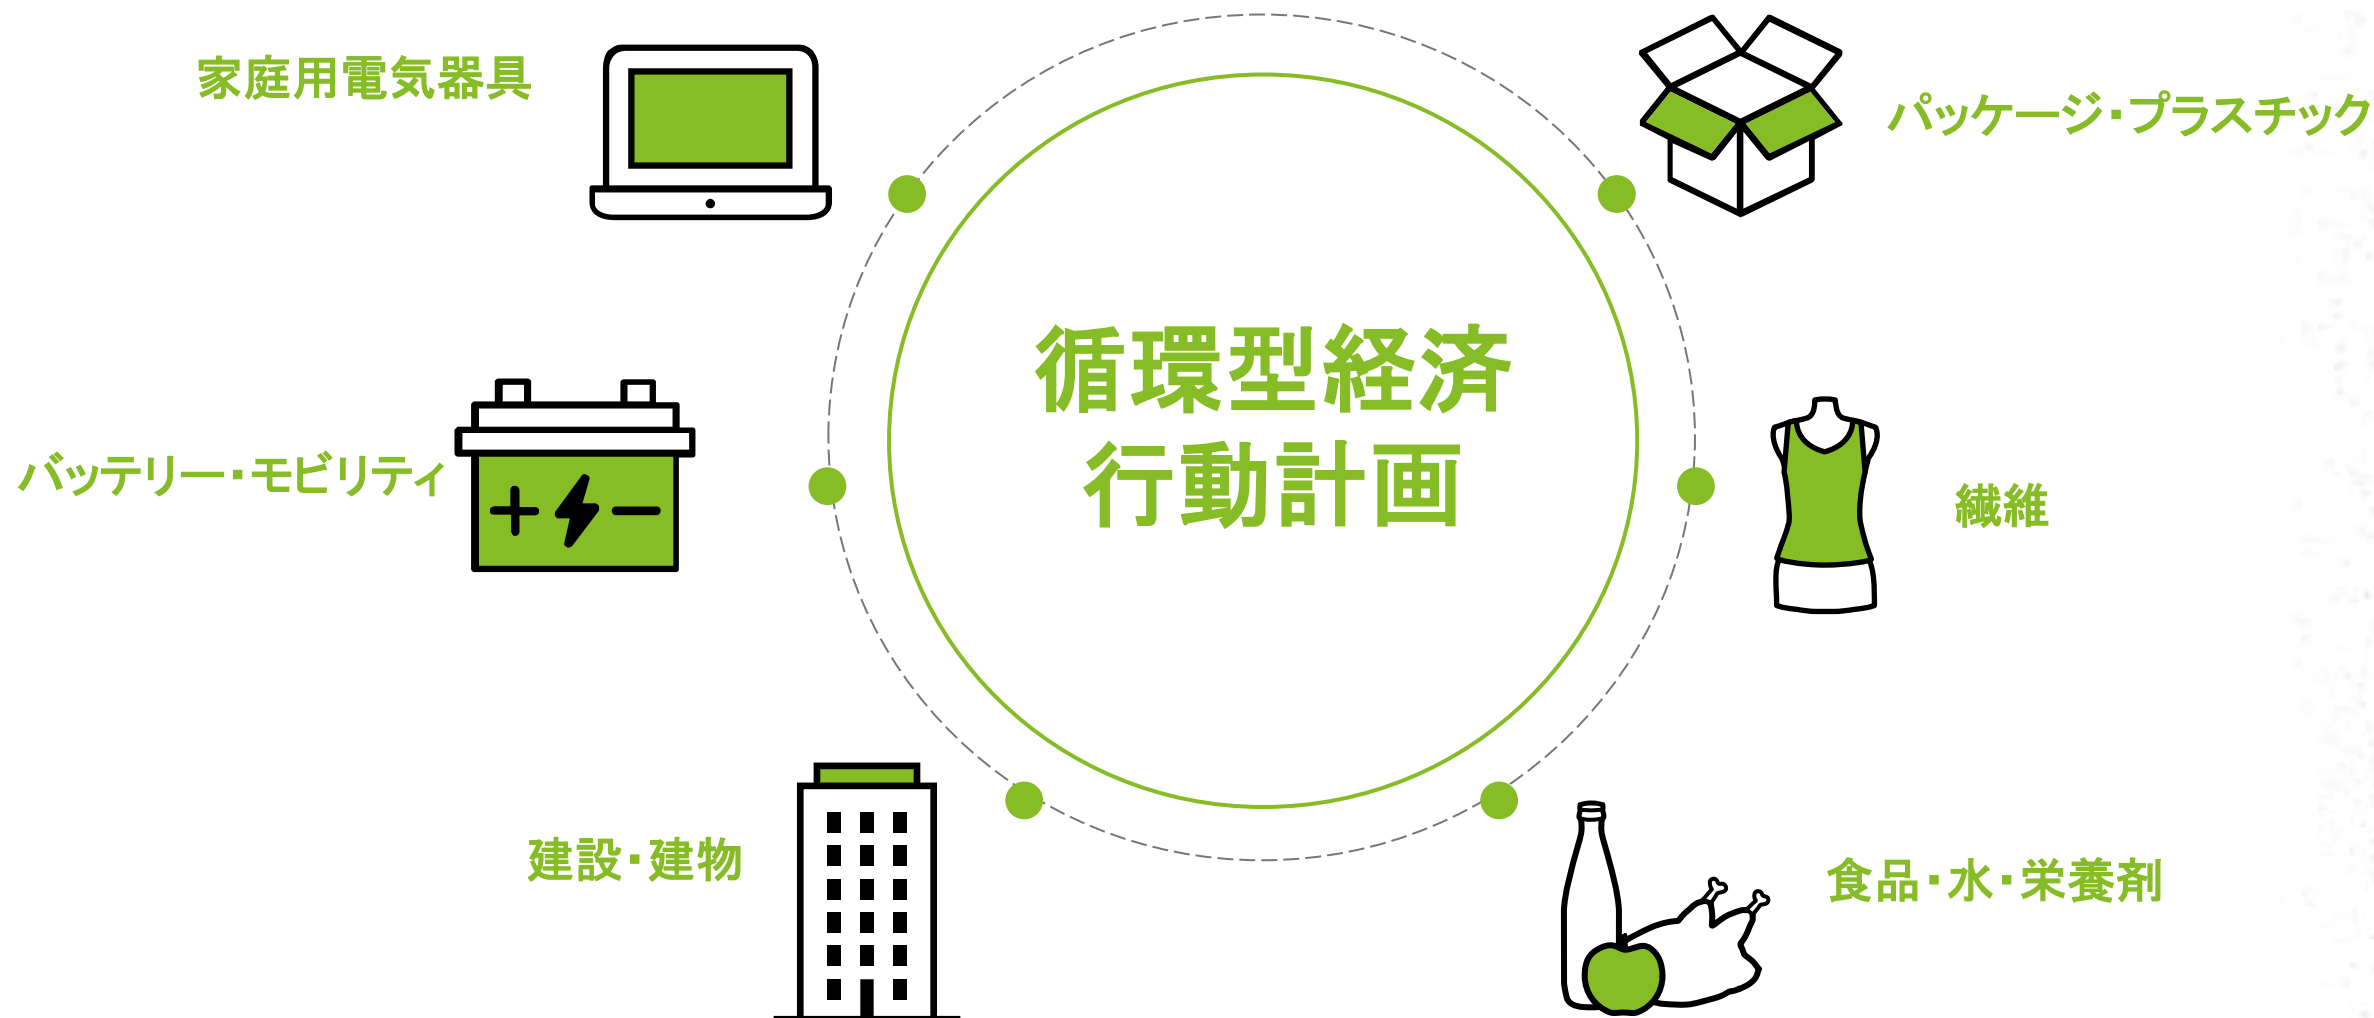 家庭用電気器具
パッケージ・プラスチック
循環型経済
行動計画
バッテリー・モビリティ
繊維
建設・建物
食品・水・栄養剤